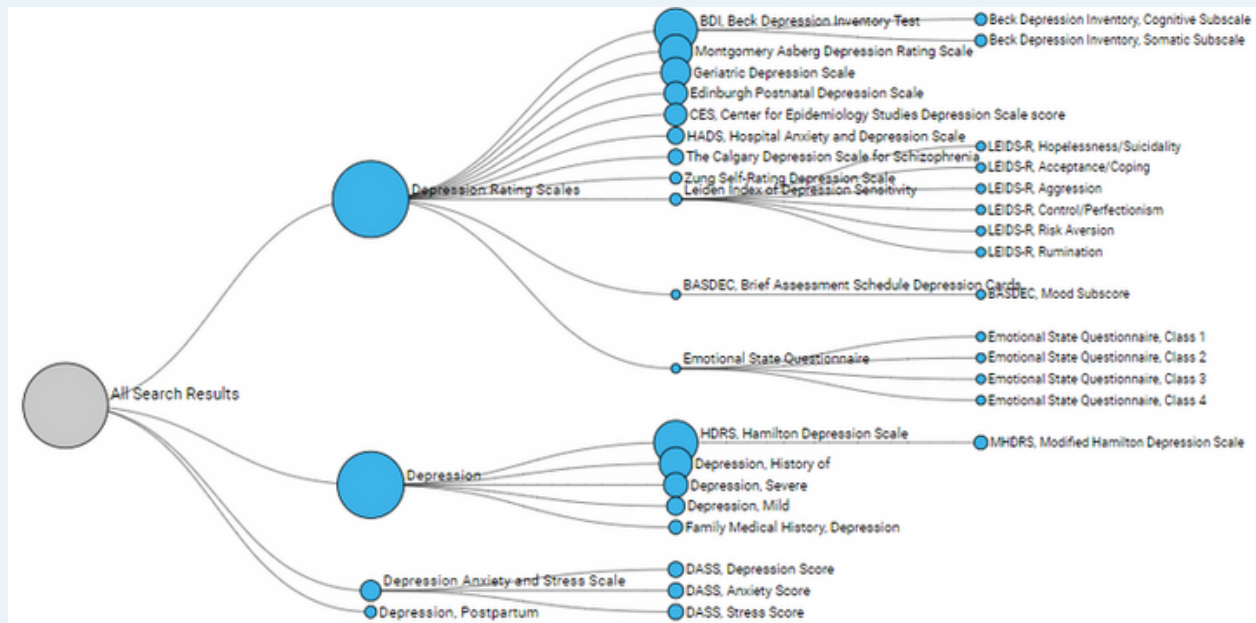 BDI, Beck Depression Inventory Test
Beck Depression Inventory, Cognitive Subscale
Beck Depression Inventory, Somatic Subscale
Montgomery Asberg Depression Rating Scale
Geriatric Depression Scale
Edinburgh Postnatal Depression Scale
CES, Center for Epidemiology Studies Depression Scale score
HADS, Hospital Anxiety and Depression Scale
LEIDS-R, Hopelessness/Suicidality
The Calgary Depression Scale for Schizophrenia
LEIDS-R, Acceptance/Coping
Zung Self-Rating Depression Scale
Depression Rating Scales
Leiden Index of Depression Sensitivity
LEIDS-R, Aggression
LEIDS-R, Control/Perfectionism
LEIDS-R, Risk Aversion
LEIDS-R, Rumination
BASDEC, Brief Assessment Schedule Depression Cards
BASDEC, Mood Subscore
Emotional State Questionnaire, Class 1
Emotional State Questionnaire
Emotional State Questionnaire, Class 2
Emotional State Questionnaire, Class 3
Emotional State Questionnaire, Class 4
All Search Results
HDRS, Hamilton Depression Scale
MHDRS, Modified Hamilton Depression Scale
Depression, History of
Depression
Depression, Severe
Depression, Mild
Family Medical History, Depression
DASS, Depression Score
Depression Anxiety and Stress Scale
DASS, Anxiety Score
Depression, Postpartum
DASS, Stress Score